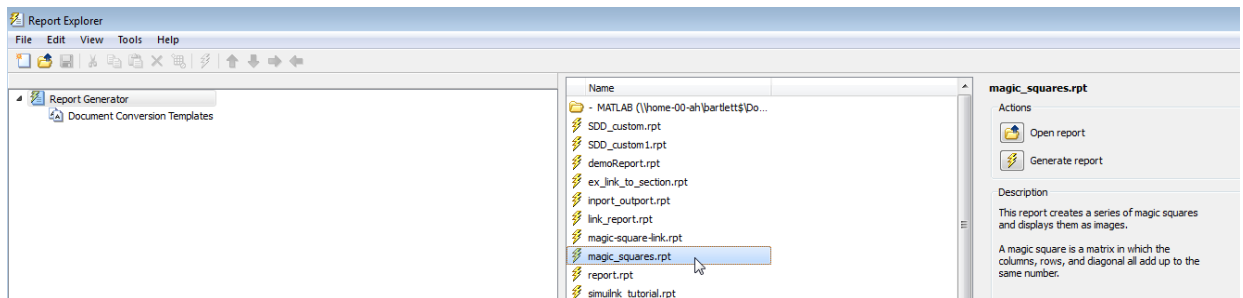 Report Explorer
File Edit View Tools Help
Report Generator
Document Conversion Templates
Name
- MATLAB (\\home-00-ah\bartlett$\Do...
SDD_custom.rpt
SDD_custom1.rpt
demoReport.rpt
ex_link_to_section.rpt
inport_outport.rpt
link_report.rpt
magic-square-link.rpt
magic_squares.rpt
report.rpt
simulnk_tutorial.rpt
magic_squares.rpt
Actions
Open report
Generate report
Description
This report creates a series of magic squares
and displays them as images.
A magic square is a matrix in which the
columns, rows, and diagonal all add up to the
same number.